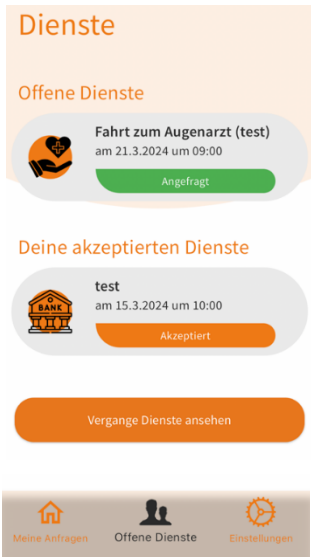 Dienste
Offene Dienste
Fahrt zum Augenarzt (test)
am 21.3.2024 um 09:00
Angefragt
Deine akzeptierten Dienste
BANK
test
am 15.3.2024 um 10:00
Akzeptiert
Vergange Dienste ansehen
Meine Anfragen
Offene Dienste
Einstellungen